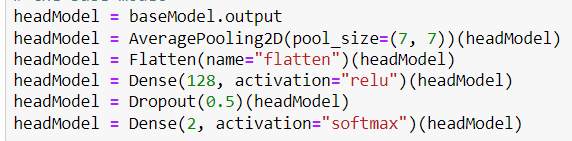 headModel = baseModel.output
headModel = AveragePooling2D(pool_size=(7, 7))(headModel)
headModel = Flatten(name="flatten")(headModel)
headModel = Dense(128, activation="relu")(headModel)
headModel = Dropout(0.5)(headModel)
headModel = Dense(2, activation="softmax")(headModel)